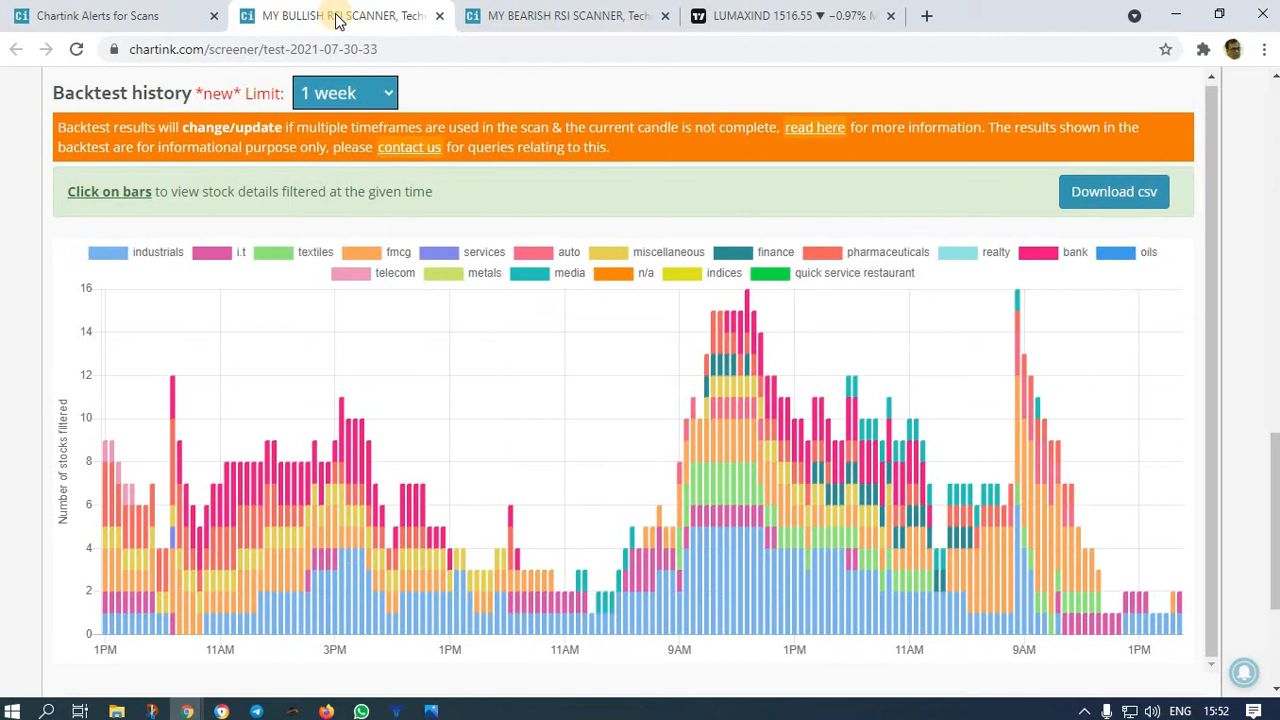 Chartink Alerts for Scans
MY BULLISH RSI SCANNER, Tech
MY BEARISH RSI SCANNER, Tech
LUMAXIND 1516.55 ▼ −0.97% M
chartink.com/screener/test-2021-07-30-33
Backtest history *new* Limit: 1 week
Backtest results will change/update if multiple timeframes are used in the scan & the current candle is not complete, read here for more information. The results shown in the
backtest are for informational purpose only, please contact us for queries relating to this.
Click on bars to view stock details filtered at the given time
Download csv
industrials i.t textiles fmcg services auto miscellaneous finance pharmaceuticals realty bank oils
telecom metals media n/a indices quick service restaurant
Number of stocks filtered
16
14
12
10
8
6
4
2
0
1PM 11AM 3PM 1PM 11AM 9AM 1PM 11AM 9AM 1PM
ENG 15:52